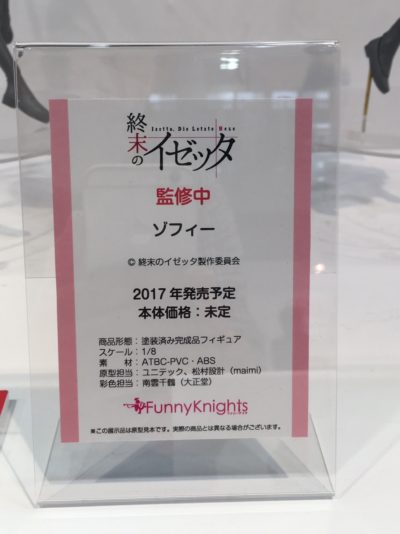 Izetta, Die Letzte Hexe
終末のイゼッタ
監修中
ゾフィー
© 終末のイゼッタ製作委員会
2017年発売予定
本体価格：未定
商品形態：塗装済み完成品フィギュア
スケール：1/8
素　　材：ATBC-PVC・ABS
原型担当：ユニテック、松村設計（maimi）
彩色担当：南雲千鶴（大正堂）
FunnyKnights
※この展示品は原型見本です。実際の商品とは異なる場合がございます。